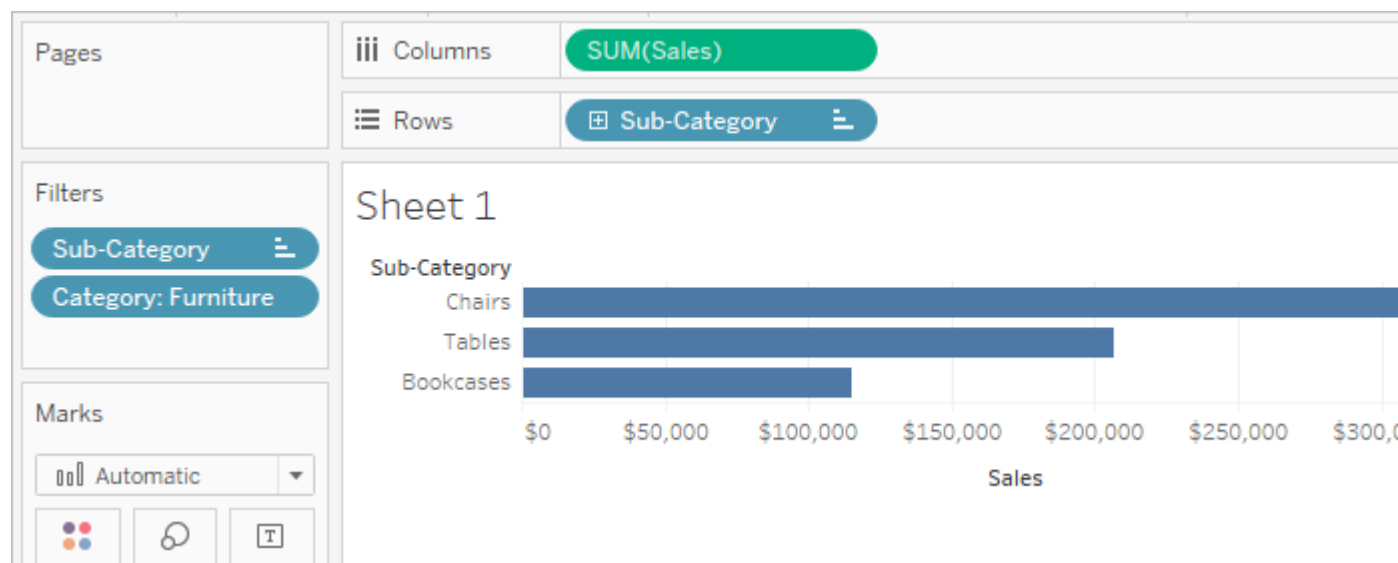 Pages
Columns
SUM(Sales)
Rows
Sub-Category
Filters
Sub-Category
Category: Furniture
Marks
Automatic
T
Sheet 1
Sub-Category
Chairs
Tables
Bookcases
$0 $50,000 $100,000 $150,000 $200,000 $250,000
Sales